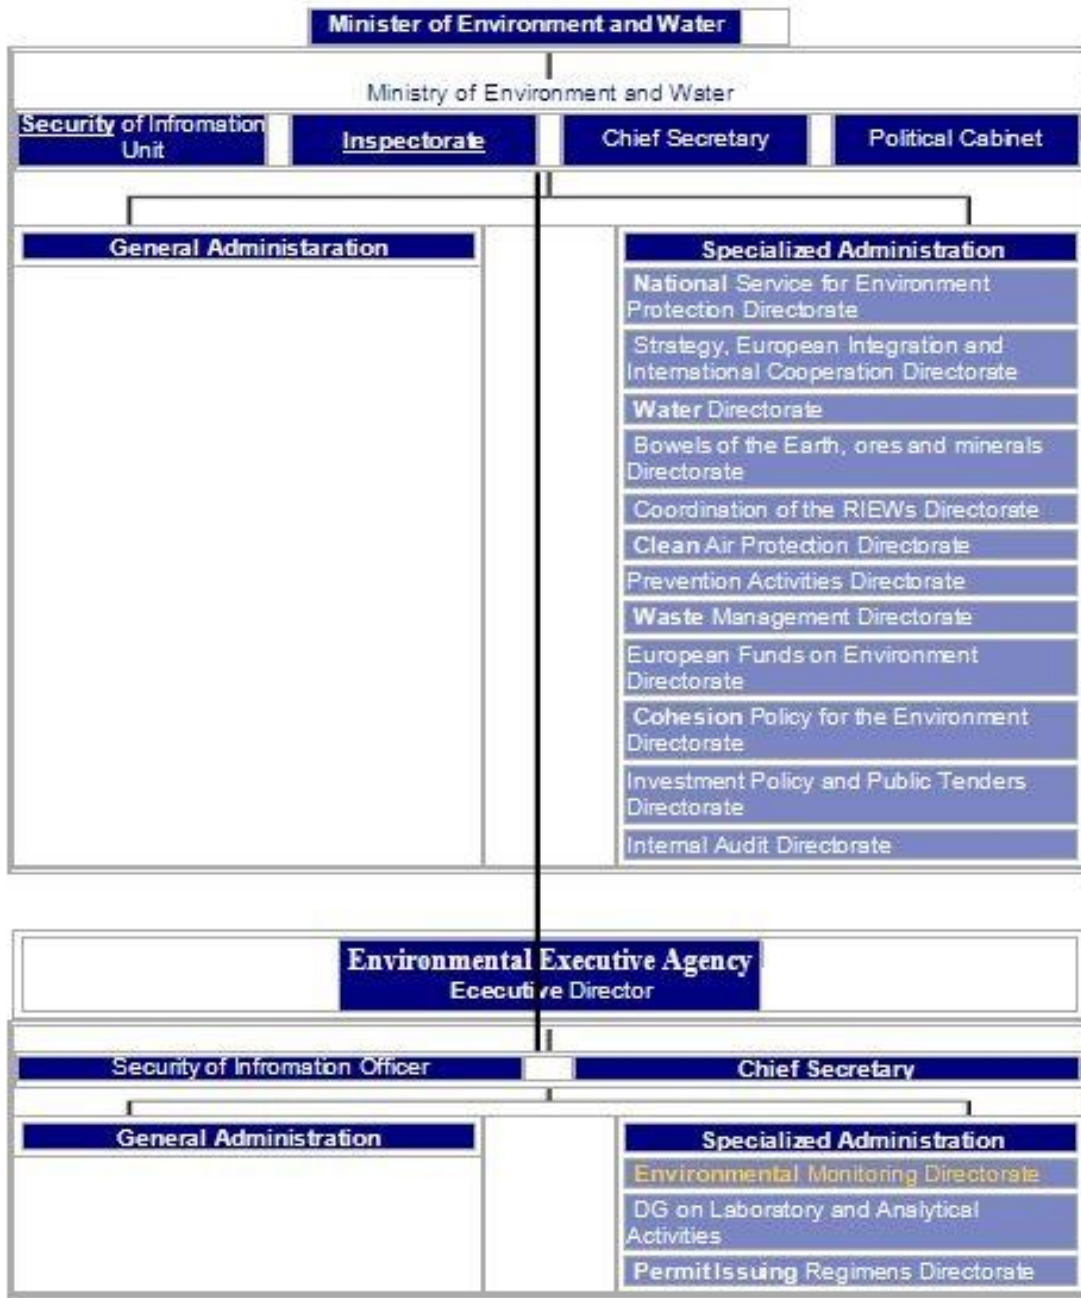 Minister of Environment and Water
Ministry of Environment and Water
Security of Infromation
Unit
Inspectorate
Chief Secretary
Political Cabinet
General Administaration
Specialized Administration
National Service for Environment
Protection Directorate
Strategy, European Integration and
International Cooperation Directorate
Water Directorate
Bowels of the Earth, ores and minerals
Directorate
Coordination of the RIEWs Directorate
Clean Air Protection Directorate
Prevention Activities Directorate
Waste Management Directorate
European Funds on Environment
Directorate
Cohesion Policy for the Environment
Directorate
Investment Policy and Public Tenders
Directorate
Internal Audit Directorate
Environmental Executive Agency
Ececutive Director
Security of Infromation Officer
Chief Secretary
General Administration
Specialized Administration
Environmental Monitoring Directorate
DG on Laboratory and Analytical
Activities
Permit Issuing Regimens Directorate